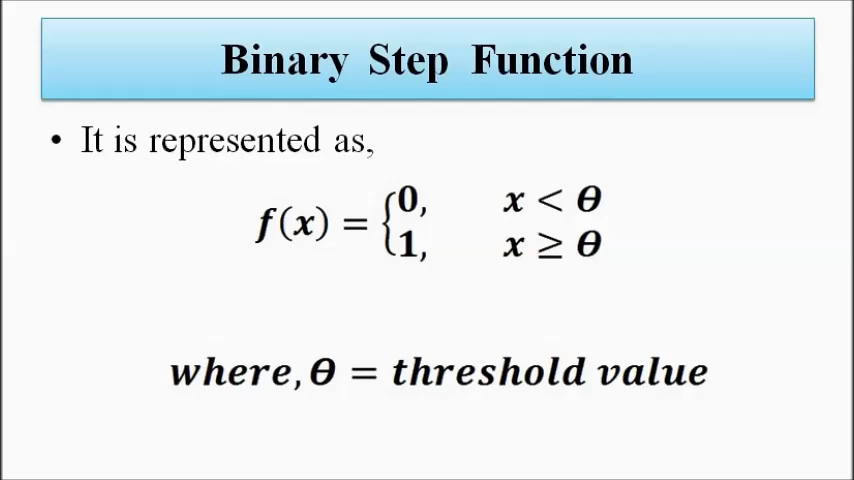 Binary Step Function
• It is represented as,
f(x) = {0, x < θ
1, x ≥ θ
where, θ = threshold value